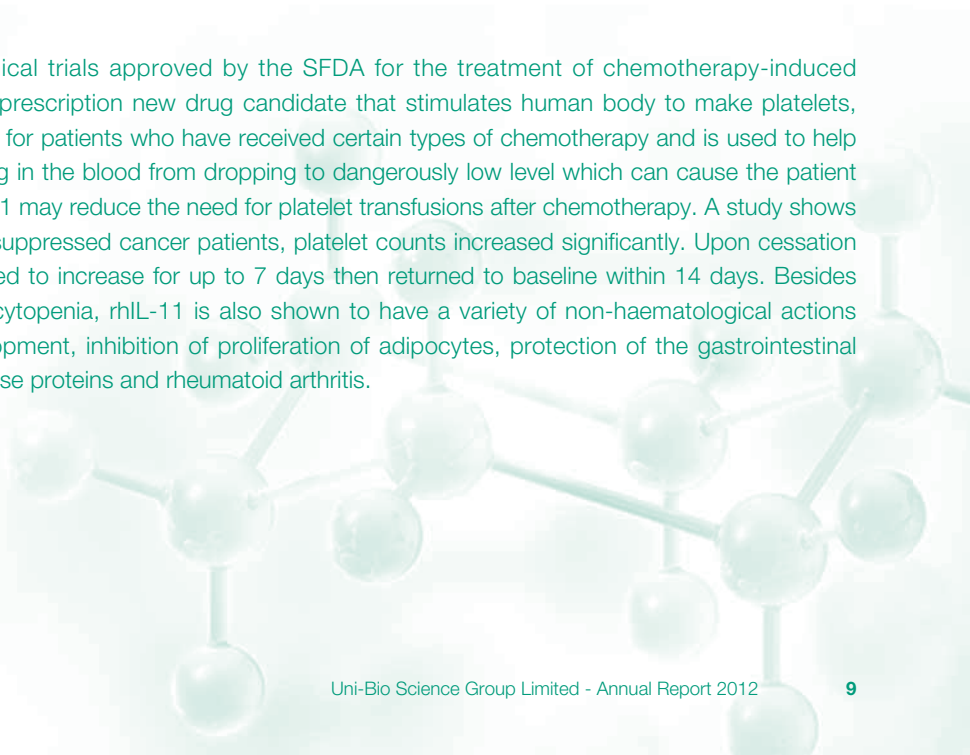 ical trials approved by the SFDA for the treatment of chemotherapy-induced
prescription new drug candidate that stimulates human body to make platelets,
for patients who have received certain types of chemotherapy and is used to help
g in the blood from dropping to dangerously low level which can cause the patient
1 may reduce the need for platelet transfusions after chemotherapy. A study shows
suppressed cancer patients, platelet counts increased significantly. Upon cessation
ed to increase for up to 7 days then returned to baseline within 14 days. Besides
cytopenia, rhIL-11 is also shown to have a variety of non-haematological actions
opment, inhibition of proliferation of adipocytes, protection of the gastrointestinal
se proteins and rheumatoid arthritis.
Uni-Bio Science Group Limited - Annual Report 2012 9